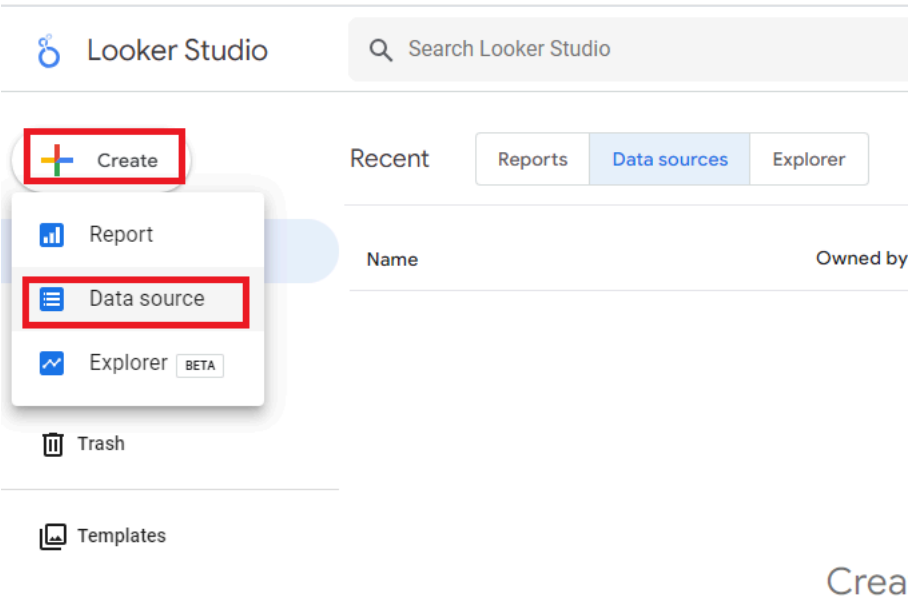 Looker Studio
Search Looker Studio
Create
Recent
Reports
Data sources
Explorer
Report
Name
Owned by
Data source
Explorer BETA
Trash
Templates
Crea